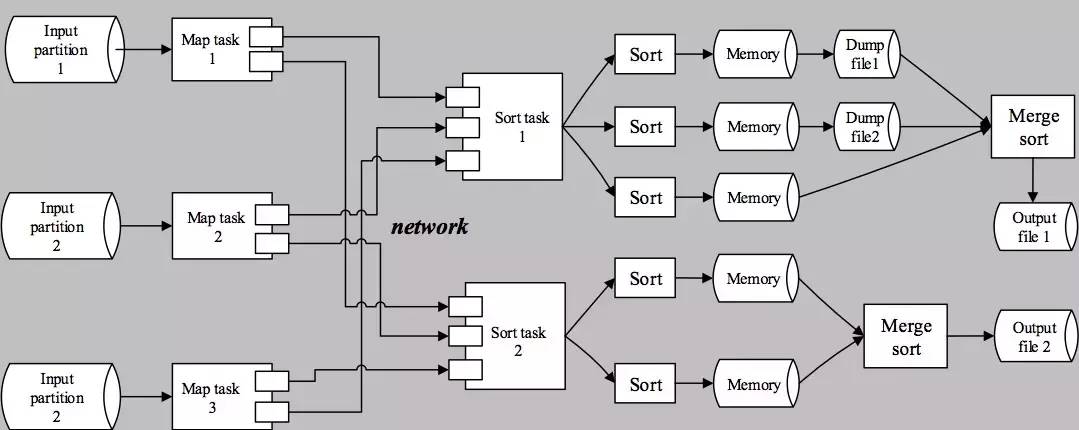 Input
partition
1
Map task
1
Sort task
1
Sort
Memory
Dump
file1
Sort
Memory
Dump
file2
Sort
Memory
Merge
sort
Output
file 1
Input
partition
2
Map task
2
network
Sort task
2
Sort
Memory
Sort
Memory
Merge
sort
Output
file 2
Input
partition
2
Map task
3